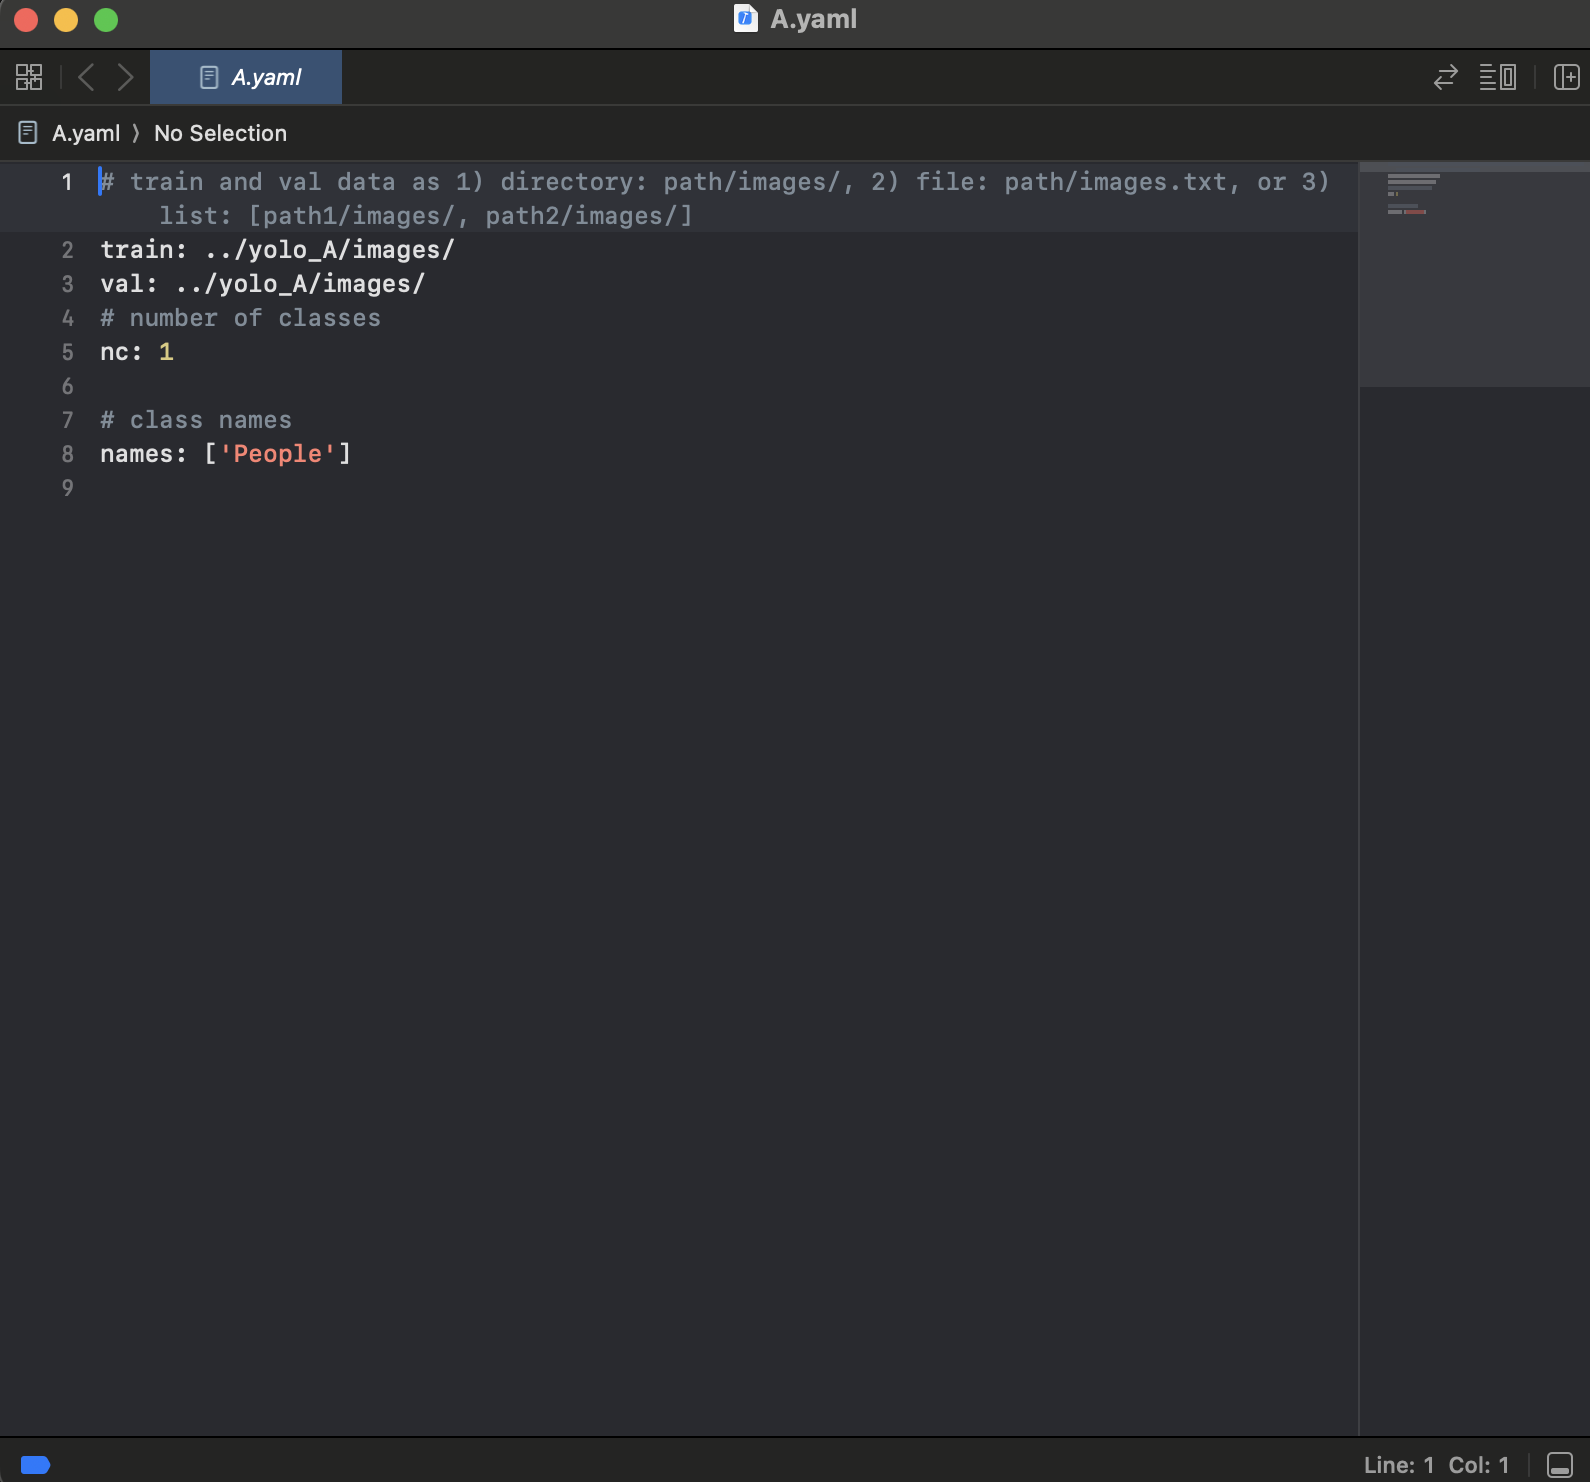 A.yaml
A.yaml
A.yaml 〉 No Selection
1 # train and val data as 1) directory: path/images/, 2) file: path/images.txt, or 3)
list: [path1/images/, path2/images/]
2 train: ../yolo_A/images/
3 val: ../yolo_A/images/
4 # number of classes
5 nc: 1
6
7 # class names
8 names: ['People']
9
Line: 1 Col: 1